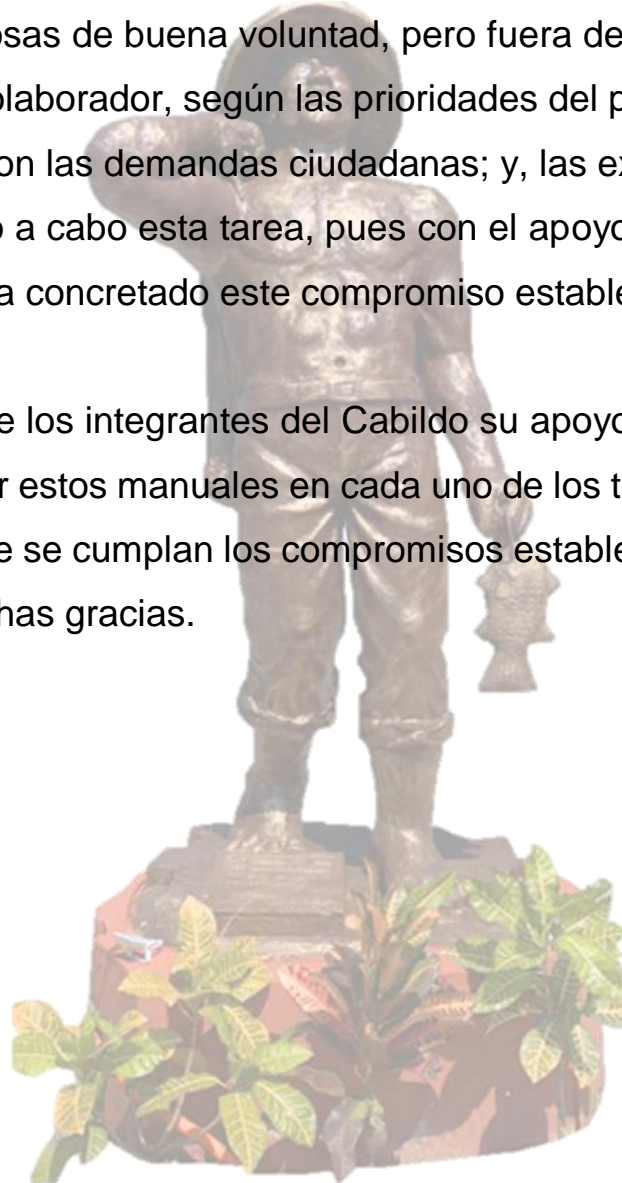 osas de buena voluntad, pero fuera de
olaborador, según las prioridades del p
on las demandas ciudadanas; y, las ex
o a cabo esta tarea, pues con el apoyo
a concretado este compromiso estable
e los integrantes del Cabildo su apoyo
r estos manuales en cada uno de los t
e se cumplan los compromisos estable
has gracias.